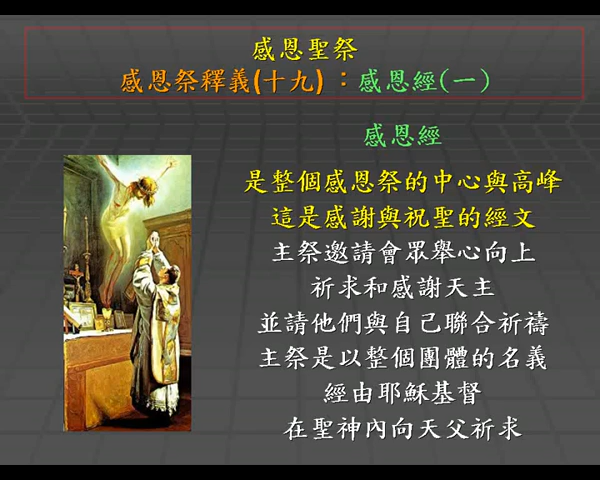 感恩聖祭
感恩祭釋義(十九)：感恩經(一)
感恩經
是整個感恩祭的中心與高峰
這是感謝與祝聖的經文
主祭邀請會眾舉心向上
祈求和感謝天主
並請他們與自己聯合祈禱
主祭是以整個團體的名義
經由耶穌基督
在聖神內向天父祈求